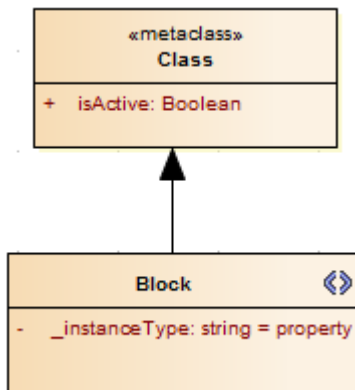 «metaclass»
Class
+ isActive: Boolean
Block
- _instanceType: string = property